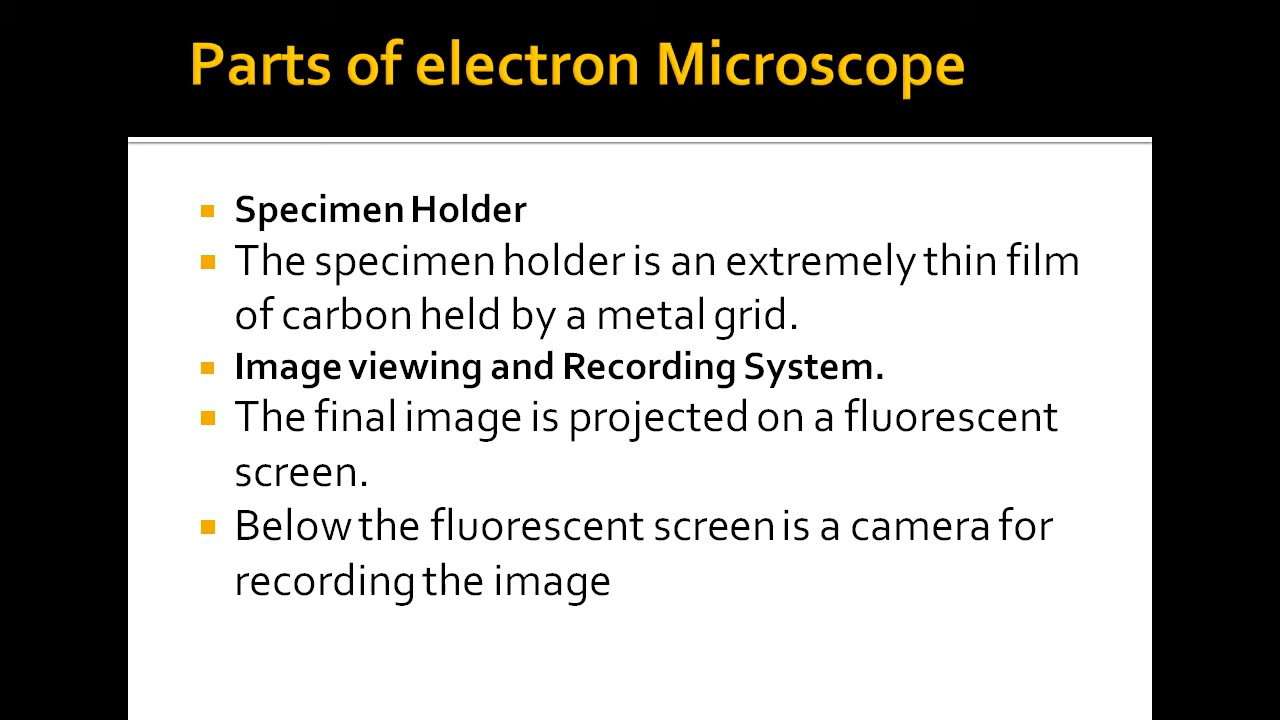 Parts of electron Microscope
Specimen Holder
The specimen holder is an extremely thin film
of carbon held by a metal grid.
Image viewing and Recording System.
The final image is projected on a fluorescent
screen.
Below the fluorescent screen is a camera for
recording the image